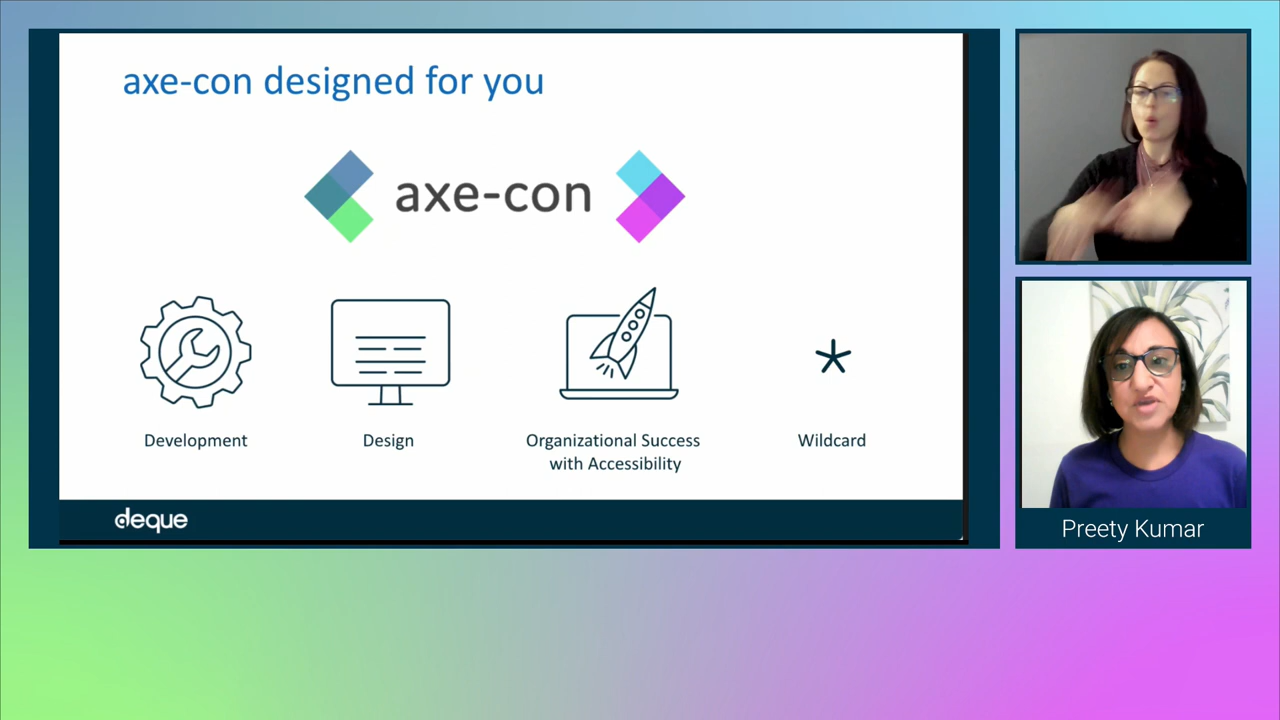 axe-con designed for you
axe-con
Development
Design
Organizational Success
with Accessibility
*
Wildcard
deque
Preety Kumar